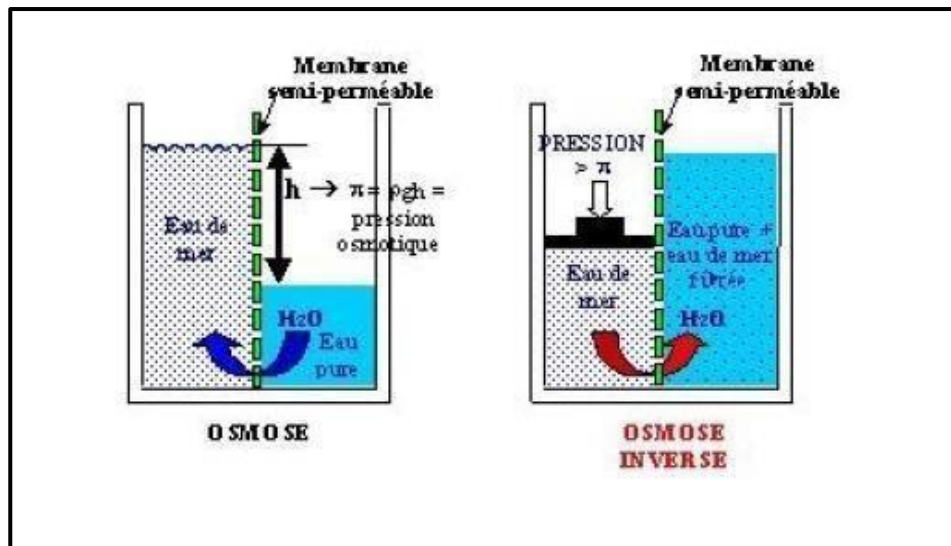 Membrane
semi-perméable
h → π = ρgh =
pression
osmotique
Eau de
mer
H2O
Eau
pure
OSMOSE
Membrane
semi-perméable
PRESSION
> π
Eau pure +
eau de mer
filtrée
Eau de
mer
H2O
OSMOSE
INVERSE